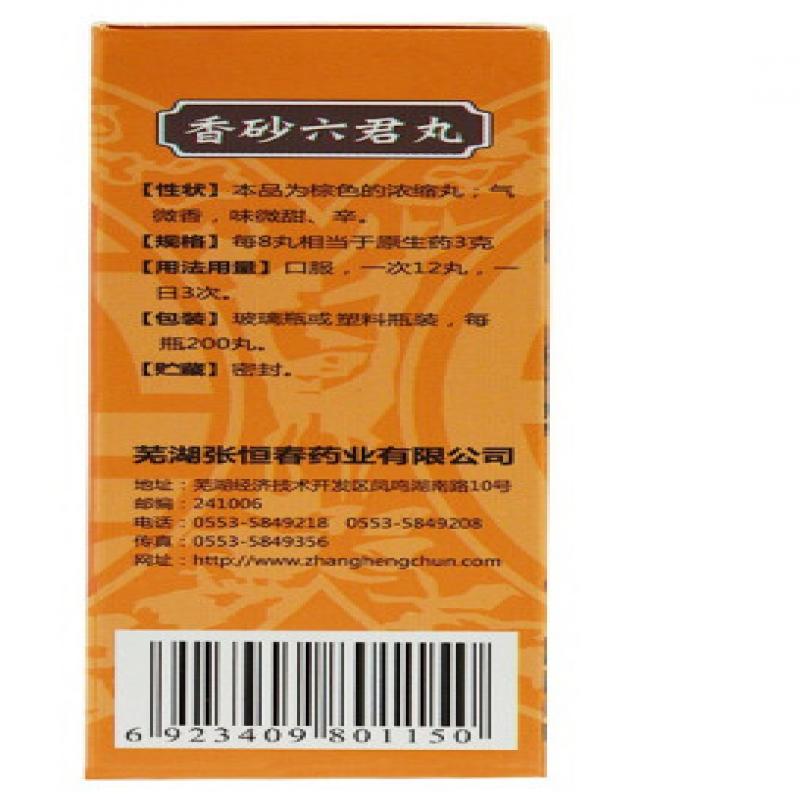 香砂六君丸
【性状】本品为棕色的浓缩丸；气
微香，味微甜、辛。
【规格】每8丸相当于原生药3克
【用法用量】口服，一次12丸，一
日3次。
【包装】玻璃瓶或塑料瓶装，每
瓶200丸。
【贮藏】密封。
芜湖张恒春药业有限公司
地址：芜湖经济技术开发区凤鸣湖南路10号
邮编：241006
电话：0553-5849218 0553-5849208
传真：0553-5849356
网址：http://www.zhanghengchun.com
6 923409 801150